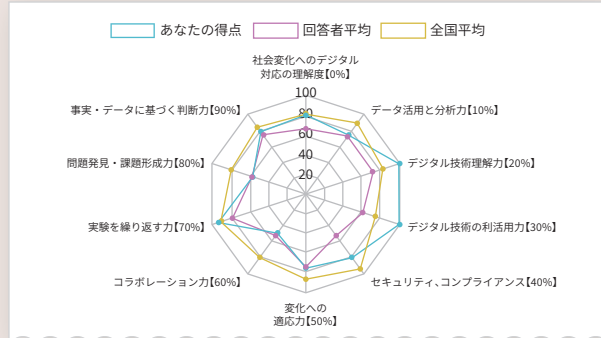 あなたの得点 回答者平均 全国平均
社会変化へのデジタル
対応の理解度【0%】
100
80
60
40
20
事実・データに基づく判断力【90%】
データ活用と分析力【10%】
問題発見・課題形成力【80%】
デジタル技術理解力【20%】
実験を繰り返す力【70%】
デジタル技術の利活用力【30%】
コラボレーション力【60%】
セキュリティ、コンプライアンス【40%】
変化への
適応力【50%】